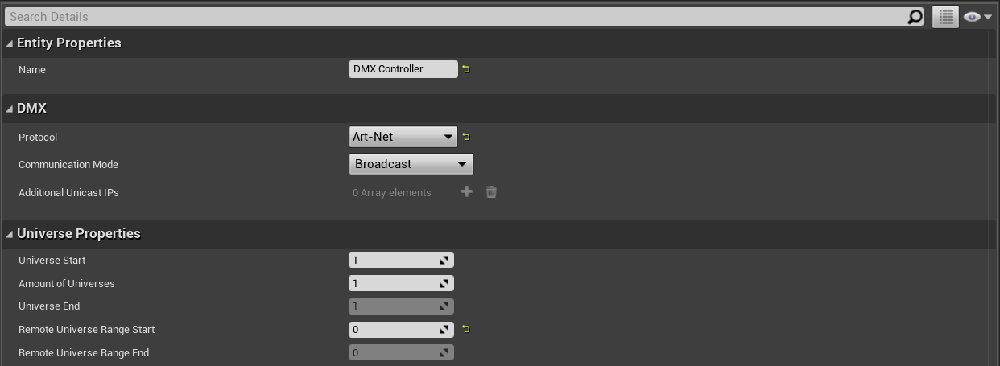 Search Details
Entity Properties
Name DMX Controller
DMX
Protocol Art-Net
Communication Mode Broadcast
Additional Unicast IPs 0 Array elements
Universe Properties
Universe Start 1
Amount of Universes 1
Universe End 1
Remote Universe Range Start 0
Remote Universe Range End 0